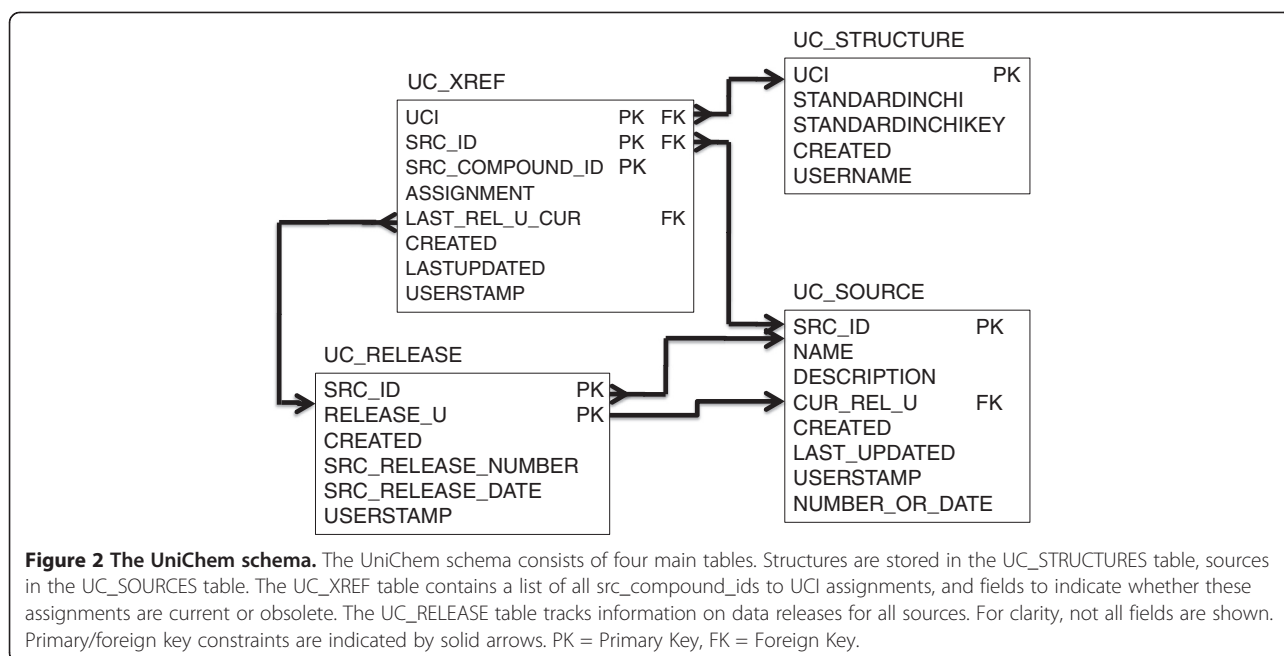 UC_XREF
UCI PK FK
SRC_ID PK FK
SRC_COMPOUND_ID PK
ASSIGNMENT
LAST_REL_U_CUR FK
CREATED
LASTUPDATED
USERSTAMP
UC_STRUCTURE
UCI PK
STANDARDINCHI
STANDARDINCHIKEY
CREATED
USERNAME
UC_RELEASE
SRC_ID PK
RELEASE_U PK
CREATED
SRC_RELEASE_NUMBER
SRC_RELEASE_DATE
USERSTAMP
UC_SOURCE
SRC_ID PK
NAME
DESCRIPTION
CUR_REL_U FK
CREATED
LAST_UPDATED
USERSTAMP
NUMBER_OR_DATE
Figure 2 The UniChem schema. The UniChem schema consists of four main tables. Structures are stored in the UC_STRUCTURES table, sources
in the UC_SOURCES table. The UC_XREF table contains a list of all src_compound_ids to UCI assignments, and fields to indicate whether these
assignments are current or obsolete. The UC_RELEASE table tracks information on data releases for all sources. For clarity, not all fields are shown.
Primary/foreign key constraints are indicated by solid arrows. PK = Primary Key, FK = Foreign Key.